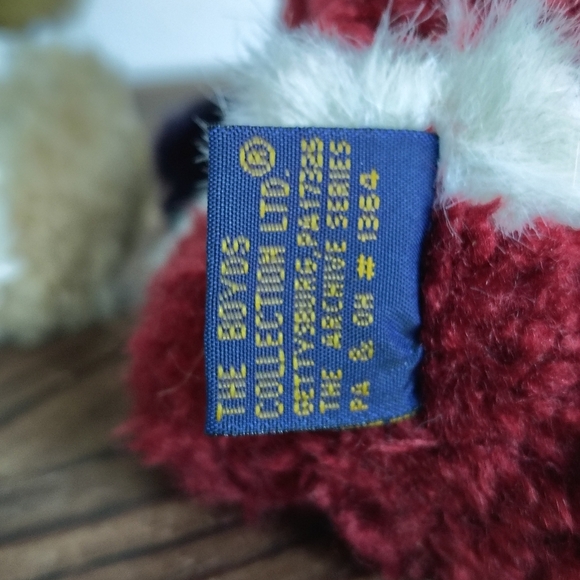 THE BOYDS
COLLECTION LTD.®
GETTYSBURG, PA 17325
THE ARCHIVE SERIES
PA & OH # 1364